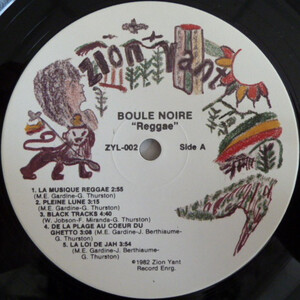 Zion Yant
BOULE NOIRE
"Reggae"
ZYL-002
Side A
1. LA MUSIQUE REGGAE 2:55
(M.E. Gardine-G. Thurston)
2. PLEINE LUNE 3:15
(M.E. Gardine-G. Thurston)
3. BLACK TRACKS 4:40
(W. Jobson-F. Miranda-G. Thurston)
4. DE LA PLAGE AU COEUR DU
GHETTO 3:08 (M.E. Gardine-J. Berthiaume-
G. Thurston)
5. LA LOI DE JAH 3:54
(M.E. Gardine-J. Berthiaume-
G. Thurston)
℗1982 Zion Yant
Record Enrg.